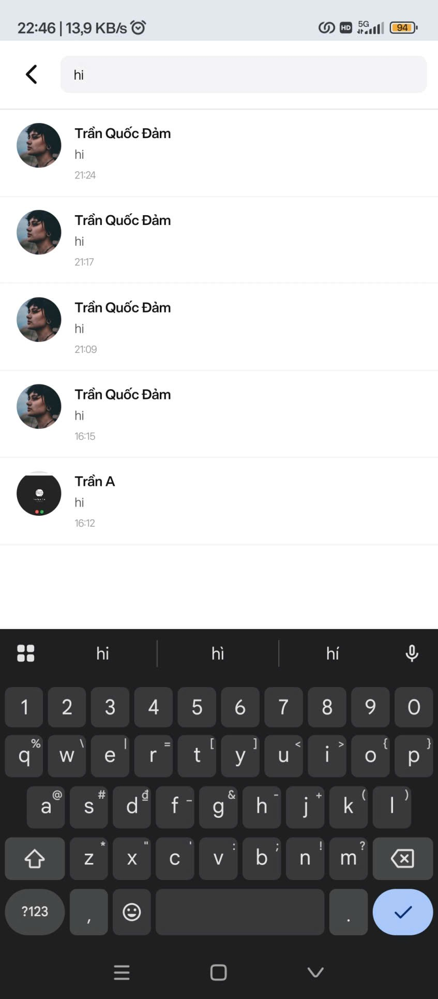 22:46 | 13,9 KB/s
HD 5G 94
hi
Trần Quốc Đảm
hi
21:24
Trần Quốc Đảm
hi
21:17
Trần Quốc Đảm
hi
21:09
Trần Quốc Đảm
hi
16:15
Trần A
hi
16:12
hi hì hí
1 2 3 4 5 6 7 8 9 0
% \ | = [ ] < > { }
q w e r t y u i o p
@ # đ _ & - + ( )
a s d f g h j k l
* " ' : ; ! ?
z x c v b n m
?123 , .